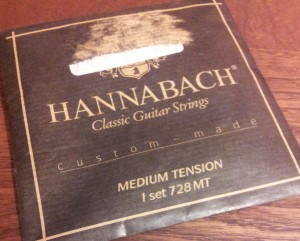 HANNABACH®
Classic Guitar Strings
custom-made
MEDIUM TENSION
1 set 728 MT